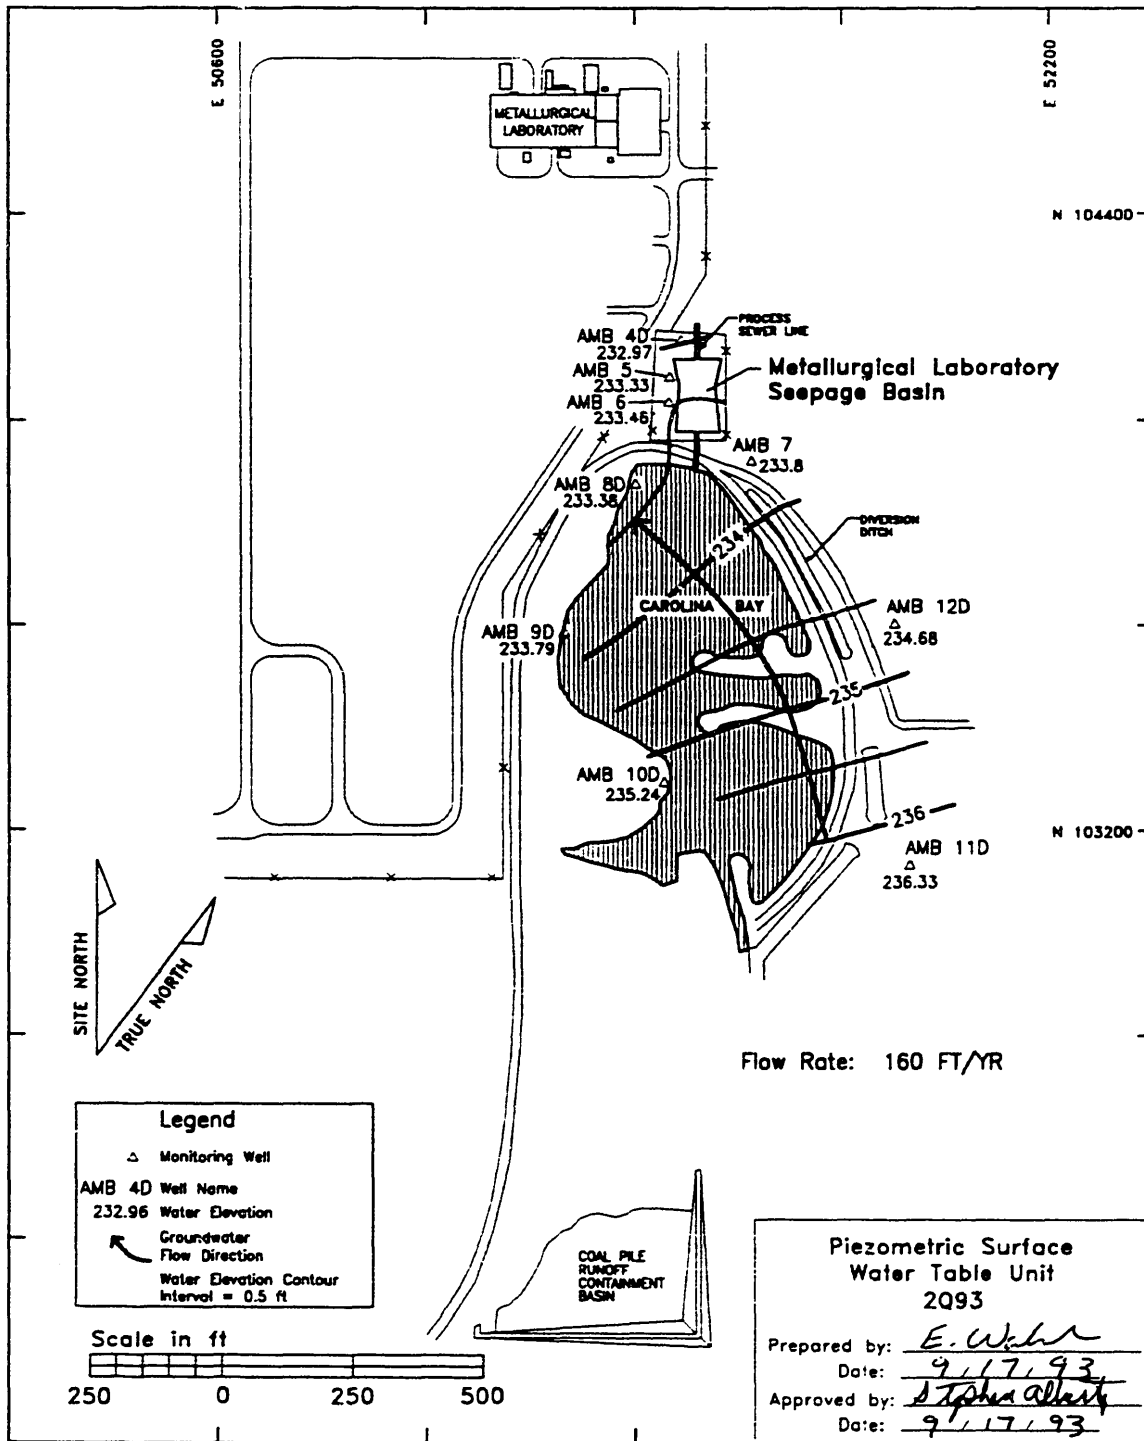 E 50600
E 52200
METALLURGICAL
LABORATORY
N 104400
PROCESS
SEWER LINE
AMB 4D
232.97
AMB 5
233.33
Metallurgical Laboratory
Seepage Basin
AMB 6
233.46
AMB 7
233.8
AMB 8D
233.38
234
DIVERSION
DITCH
CAROLINA BAY
AMB 12D
234.68
AMB 9D
233.79
235
AMB 10D
235.24
236
N 103200
AMB 11D
236.33
SITE NORTH
TRUE NORTH
Flow Rate: 160 FT/YR
Legend
Monitoring Well
AMB 4D Well Name
232.96 Water Elevation
Groundwater
Flow Direction
Water Elevation Contour
Interval = 0.5 ft
COAL PILE
RUNOFF
CONTAINMENT
BASIN
Scale in ft
250 0 250 500
Piezometric Surface
Water Table Unit
2Q93
Prepared by: E.
Date: 9/17/93
Approved by:
Date: 9/17/93